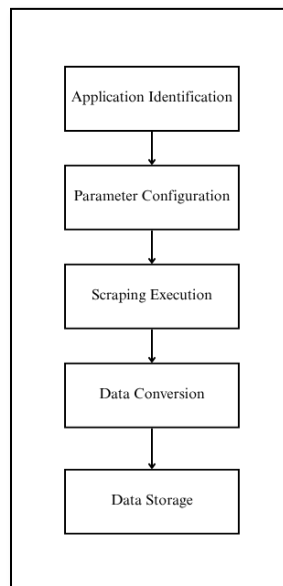 Application Identification
Parameter Configuration
Scraping Execution
Data Conversion
Data Storage